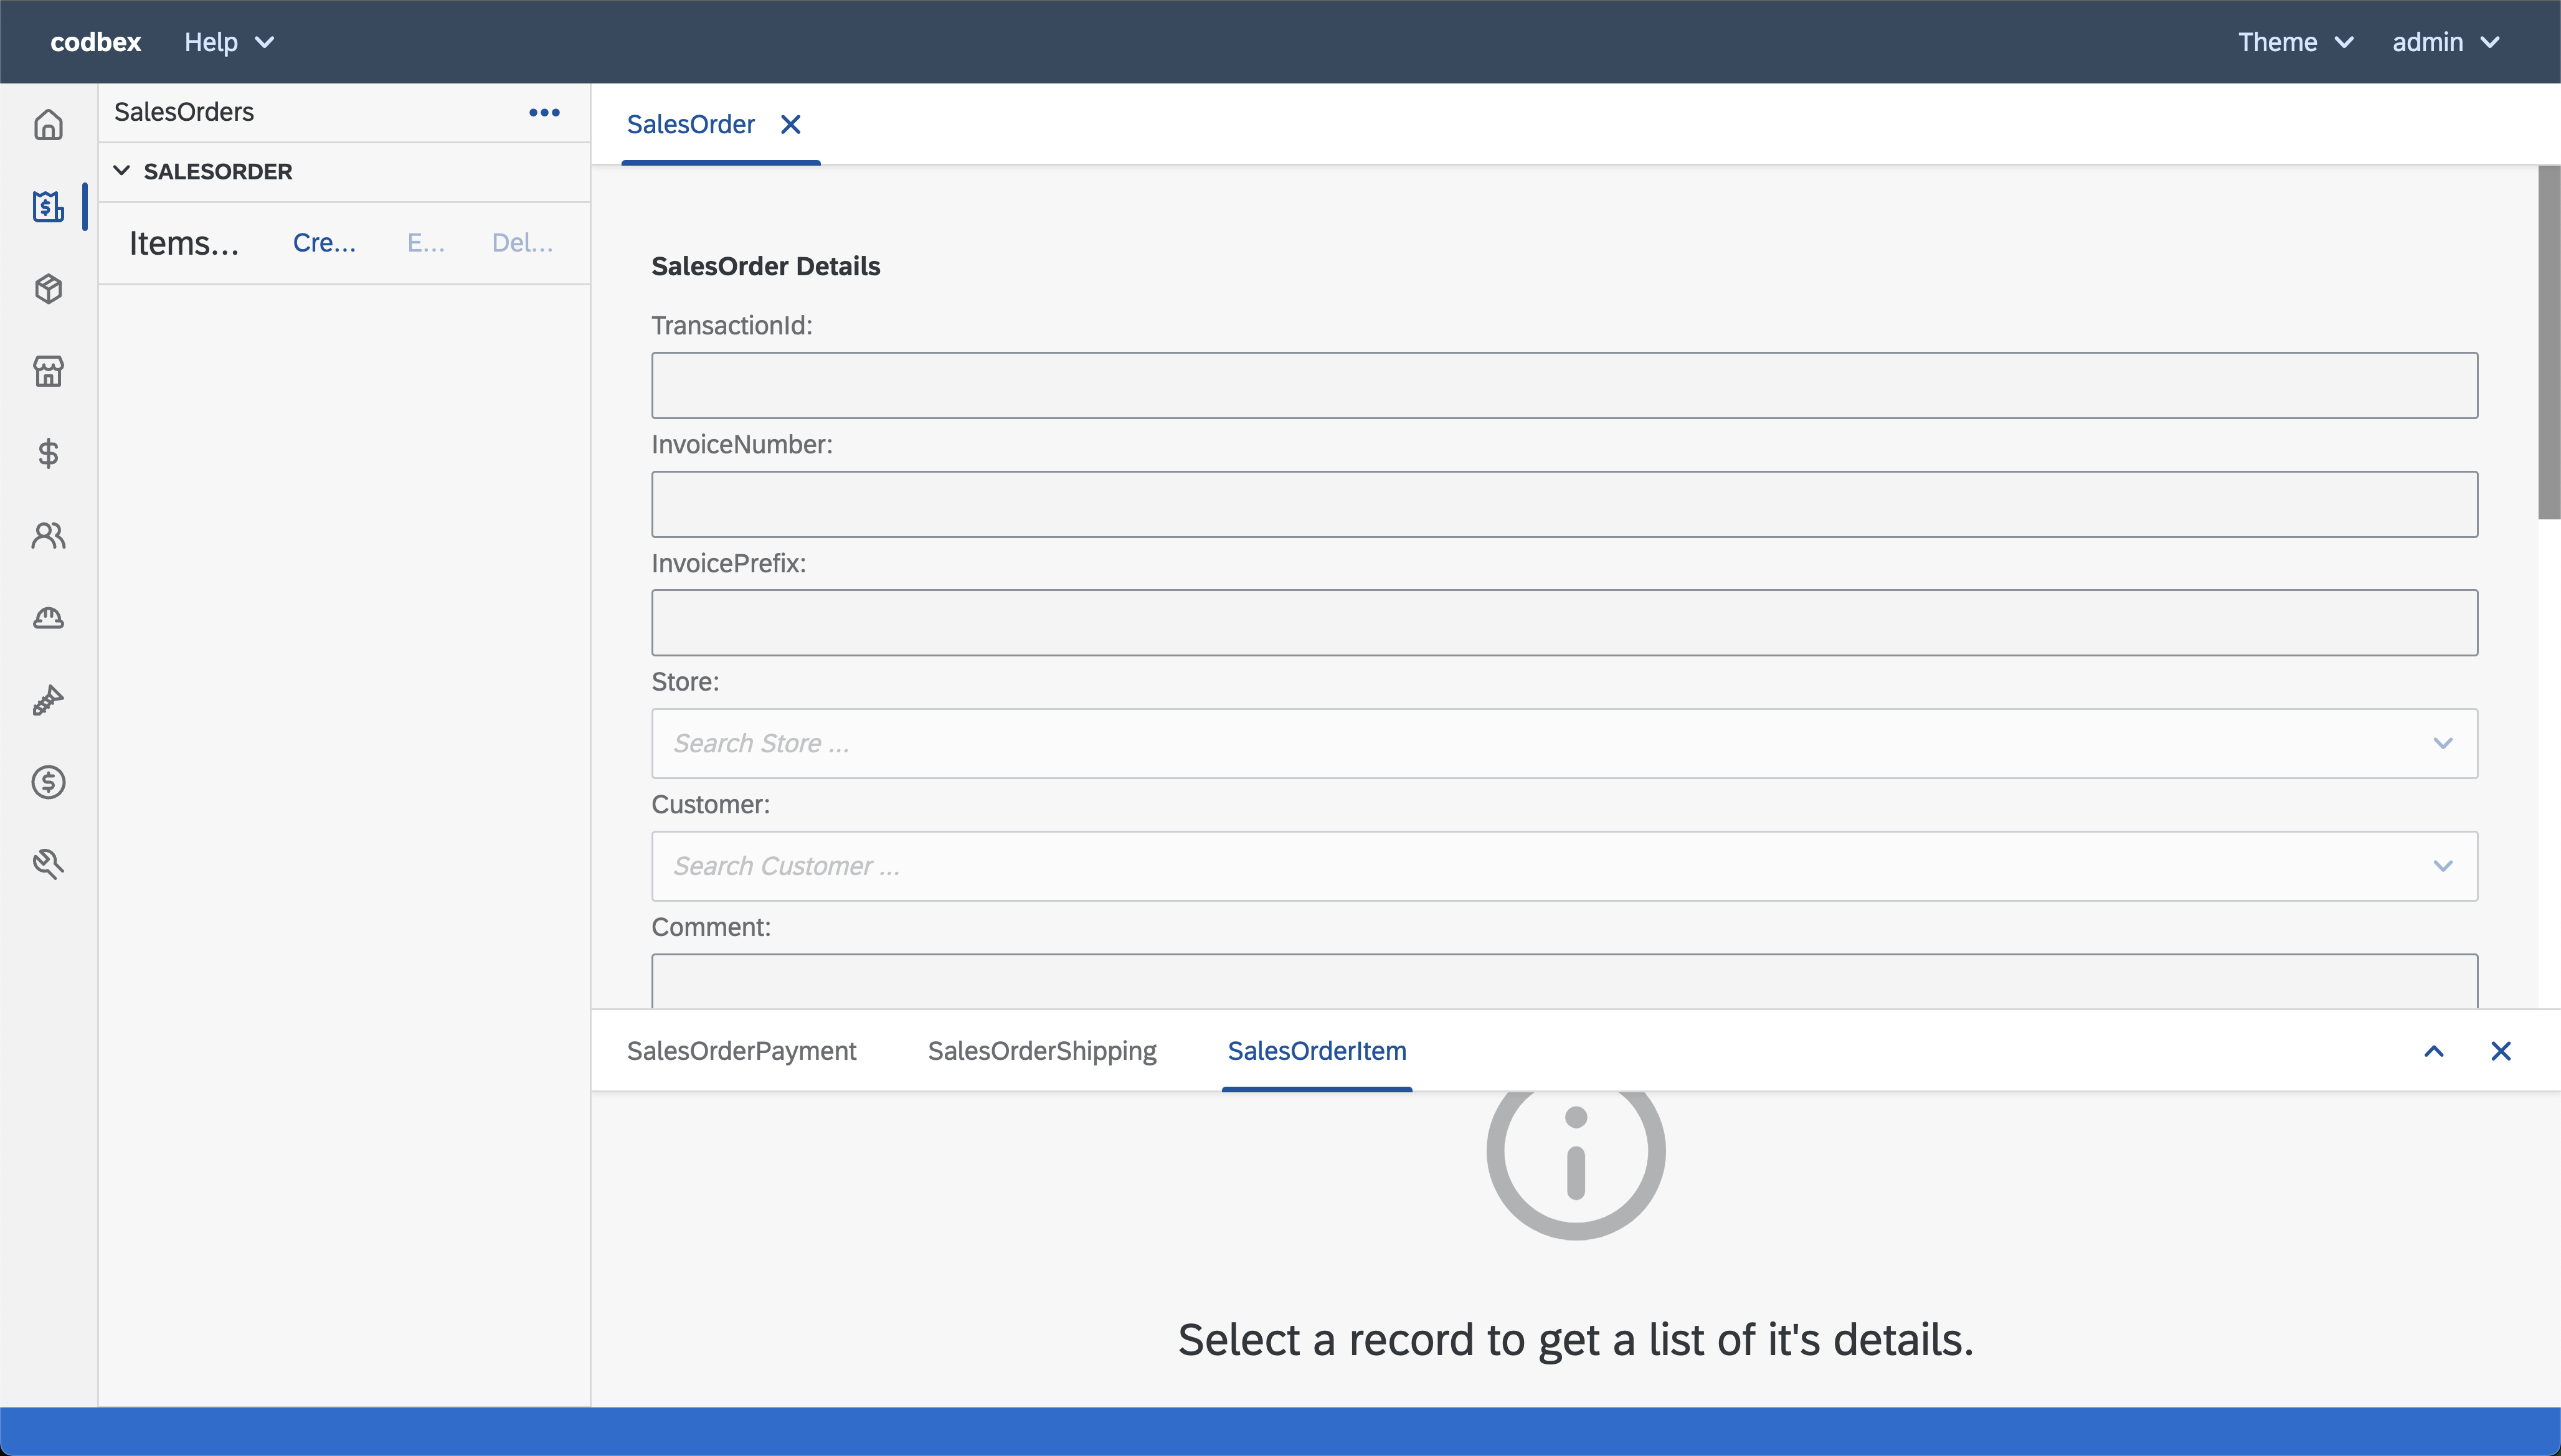 codbex Help Theme admin
SalesOrders
SALESORDER
Items... Cre... E... Del...
SalesOrder
SalesOrder Details
TransactionId:
InvoiceNumber:
InvoicePrefix:
Store:
Search Store ...
Customer:
Search Customer ...
Comment:
SalesOrderPayment SalesOrderShipping SalesOrderItem
Select a record to get a list of it's details.